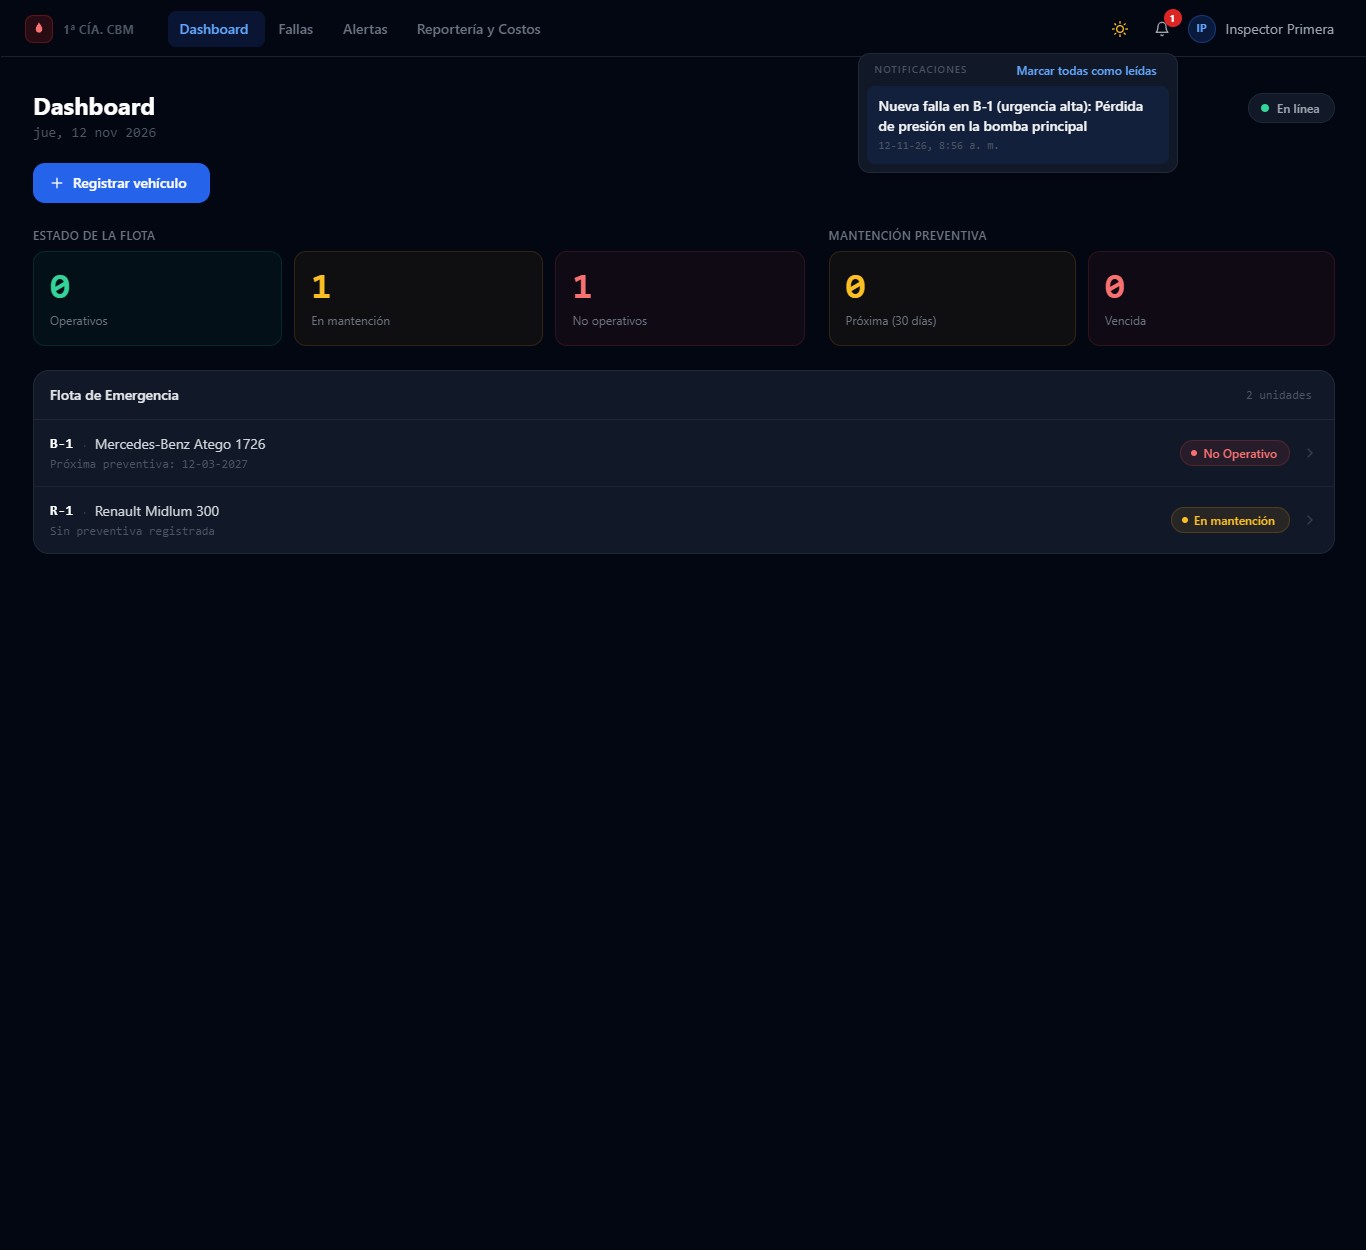 1ª CÍA. CBM
Dashboard
Fallas
Alertas
Reportería y Costos
1
IP
Inspector Primera
NOTIFICACIONES
Marcar todas como leídas
Nueva falla en B-1 (urgencia alta): Pérdida
de presión en la bomba principal
12-11-26, 8:56 a. m.
Dashboard
jue, 12 nov 2026
En línea
+ Registrar vehículo
ESTADO DE LA FLOTA
0
Operativos
1
En mantención
1
No operativos
MANTENCIÓN PREVENTIVA
0
Próxima (30 días)
0
Vencida
Flota de Emergencia
2 unidades
B-1 · Mercedes-Benz Atego 1726
Próxima preventiva: 12-03-2027
No Operativo
R-1 · Renault Midlum 300
Sin preventiva registrada
En mantención